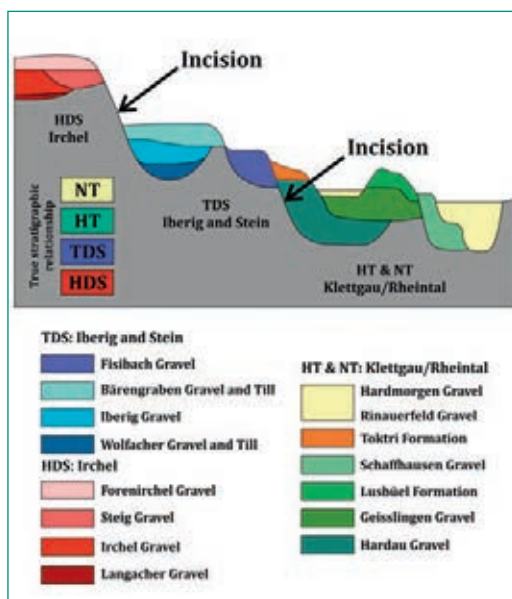 Incision
HDS
Irchel
Incision
True stratigraphic
relationship
NT
HT
TDS
HDS
TDS
Iberig and Stein
HT & NT
Klettgau/Rheintal
TDS: Iberig and Stein
Fisibach Gravel
Bärengraben Gravel and Till
Iberig Gravel
Wolfacher Gravel and Till
HDS: Irchel
Forenirchel Gravel
Steig Gravel
Irchel Gravel
Langacher Gravel
HT & NT: Klettgau/Rheintal
Hardmorgen Gravel
Rinauerfeld Gravel
Toktri Formation
Schaffhausen Gravel
Lusbüel Formation
Geisslingen Gravel
Hardau Gravel